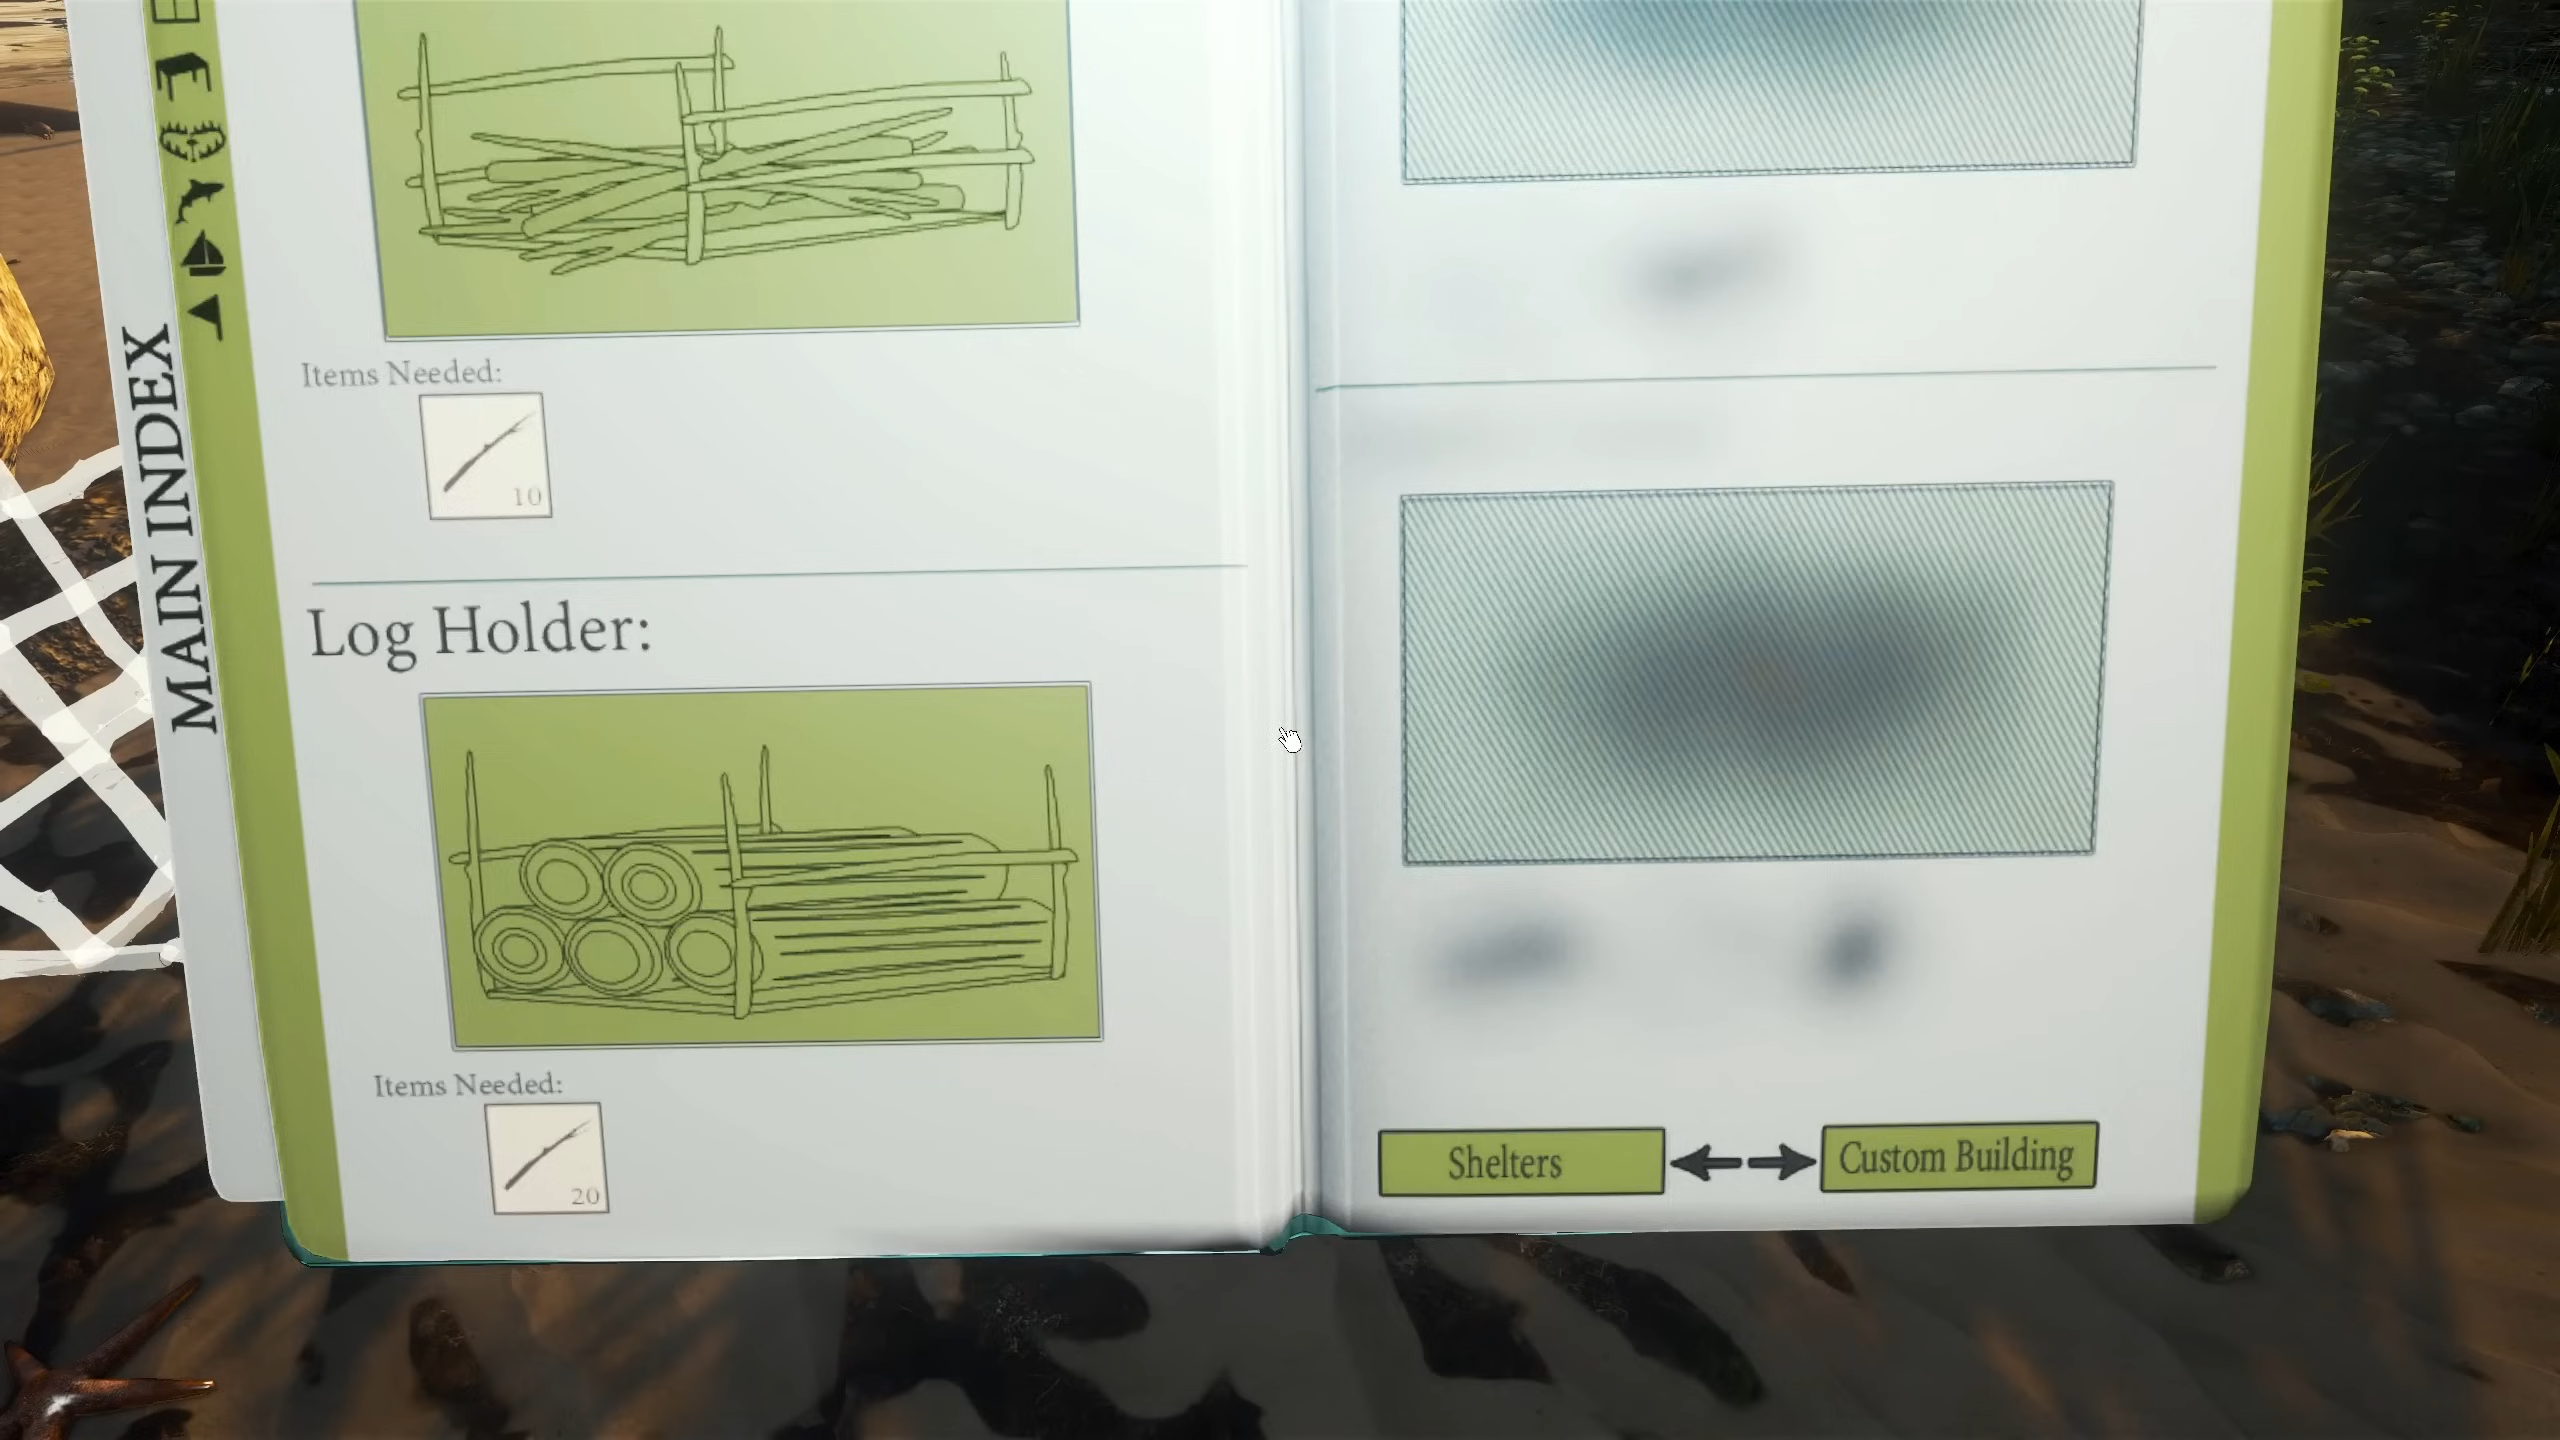 MAIN INDEX
Items Needed:
10
Log Holder:
Items Needed:
20
Shelters
Custom Building